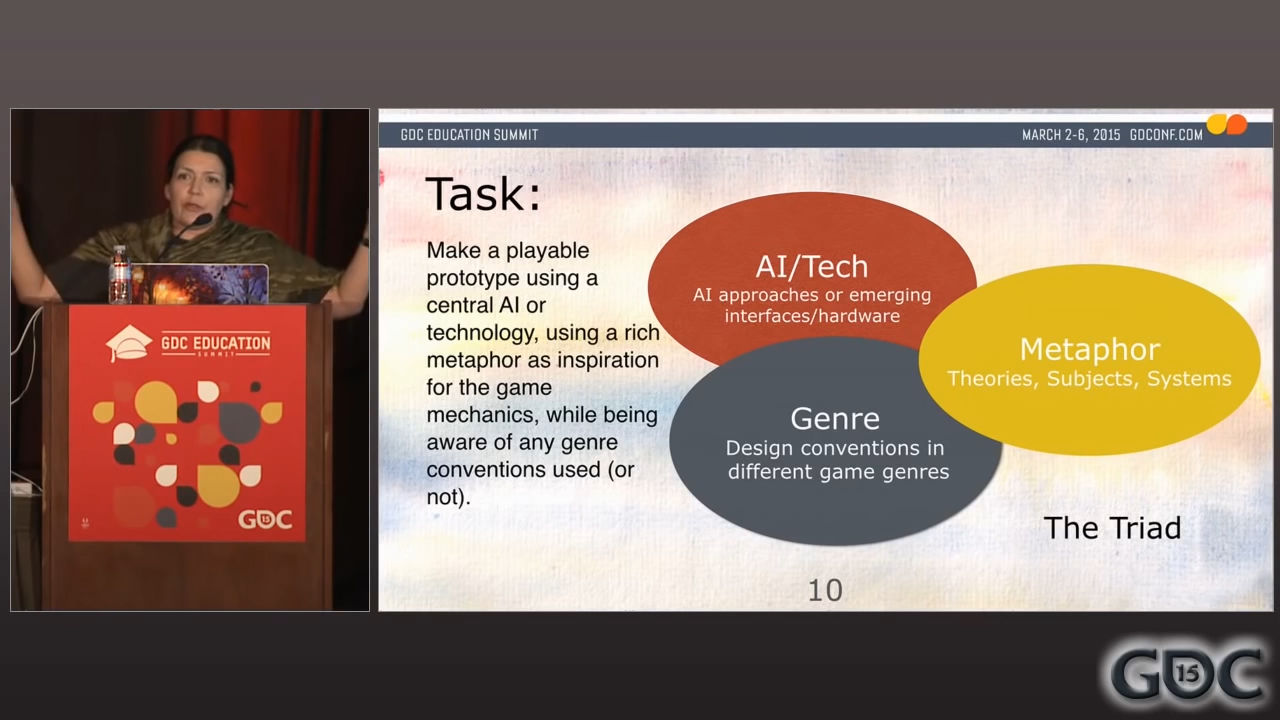 GDC EDUCATION SUMMIT
MARCH 2-6, 2015 GDCONF.COM
Task:
Make a playable
prototype using a
central AI or
technology, using a rich
metaphor as inspiration
for the game
mechanics, while being
aware of any genre
conventions used (or
not).
AI/Tech
AI approaches or emerging
interfaces/hardware
Metaphor
Theories, Subjects, Systems
Genre
Design conventions in
different game genres
The Triad
10
GDC EDUCATION
SUMMIT
GDC 15
GDC 15